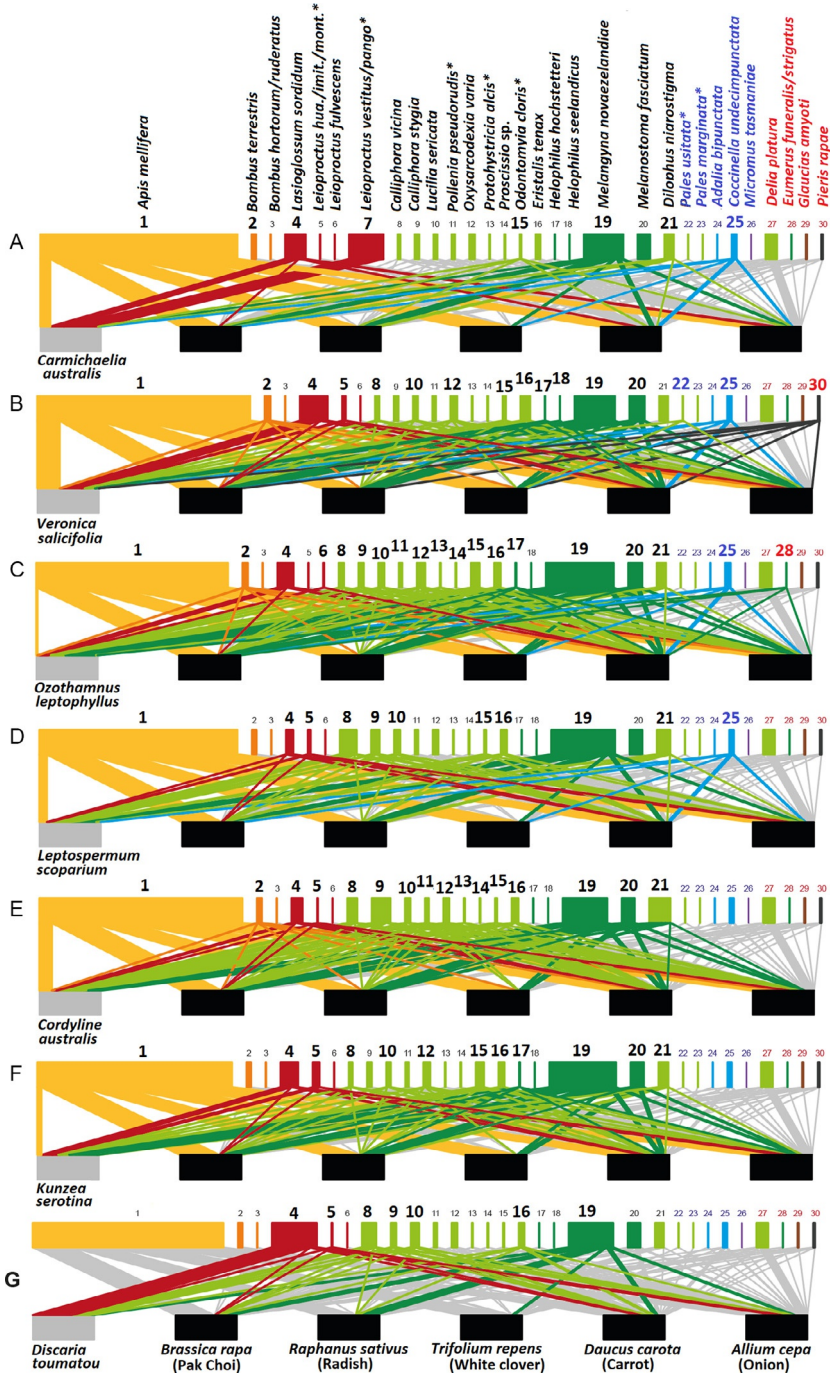 Apis mellifera
Bombus terrestris
Bombus hortorum/ruderatus
Lasioglossum sordidum
Leioproctus hua./imit./mont.*
Leioproctus fulvescens
Leioproctus vestitus/pango*
Calliphora vicina
Calliphora stygia
Lucilia sericata
Pollenia pseudorudis*
Oxysarcodexia varia
Protohystricia alcis*
Proscissio sp.
Odontomyia cloris*
Eristalis tenax
Helophilus hochstetteri
Helophilus seelandicus
Melangyna novaezelandiae
Melanostoma fasciatum
Dilophus niarostigma
Pales usitata*
Pales marginata*
Adalia bipunctata
Coccinella undecimpunctata
Micromus tasmaniae
Delia platura
Eumerus funeralis/strigatus
Glaucias amyoti
Pieris rapae
1 2 3 4 5 6 7 8 9 10 11 12 13 14 15 16 17 18 19 20 21 22 23 24 25 26 27 28 29 30
A
Carmichaelia
australis
1 2 3 4 5 6 8 9 10 11 12 13 14 15 16 17 18 19 20 21 22 23 24 25 26 27 28 29 30
B
Veronica
salicifolia
1 2 3 4 5 6 8 9 10 11 12 13 14 15 16 17 18 19 20 21 22 23 24 25 26 27 28 29 30
C
Ozothamnus
leptophyllus
1 2 3 4 5 6 8 9 10 11 12 13 14 15 16 17 18 19 20 21 22 23 24 25 26 27 28 29 30
D
Leptospermum
scoparium
1 2 3 4 5 6 8 9 10 11 12 13 14 15 16 17 18 19 20 21 22 23 24 25 26 27 28 29 30
E
Cordyline
australis
1 2 3 4 5 6 8 9 10 11 12 13 14 15 16 17 18 19 20 21 22 23 24 25 26 27 28 29 30
F
Kunzea
serotina
1 2 3 4 5 6 8 9 10 11 12 13 14 15 16 17 18 19 20 21 22 23 24 25 26 27 28 29 30
G
Discaria
toumatou
Brassica rapa
(Pak Choi)
Raphanus sativus
(Radish)
Trifolium repens
(White clover)
Daucus carota
(Carrot)
Allium cepa
(Onion)